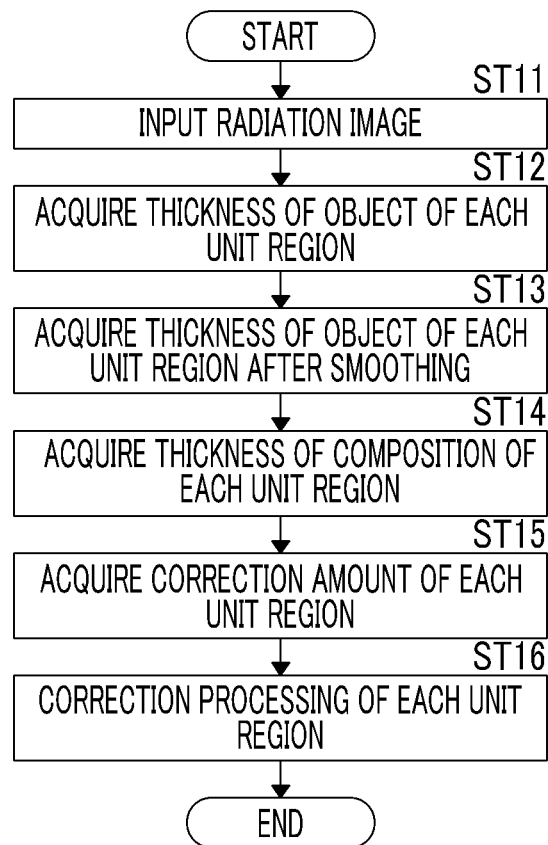 START
ST11
INPUT RADIATION IMAGE
ST12
ACQUIRE THICKNESS OF OBJECT OF EACH
UNIT REGION
ST13
ACQUIRE THICKNESS OF OBJECT OF EACH
UNIT REGION AFTER SMOOTHING
ST14
ACQUIRE THICKNESS OF COMPOSITION OF
EACH UNIT REGION
ST15
ACQUIRE CORRECTION AMOUNT OF EACH
UNIT REGION
ST16
CORRECTION PROCESSING OF EACH UNIT
REGION
END